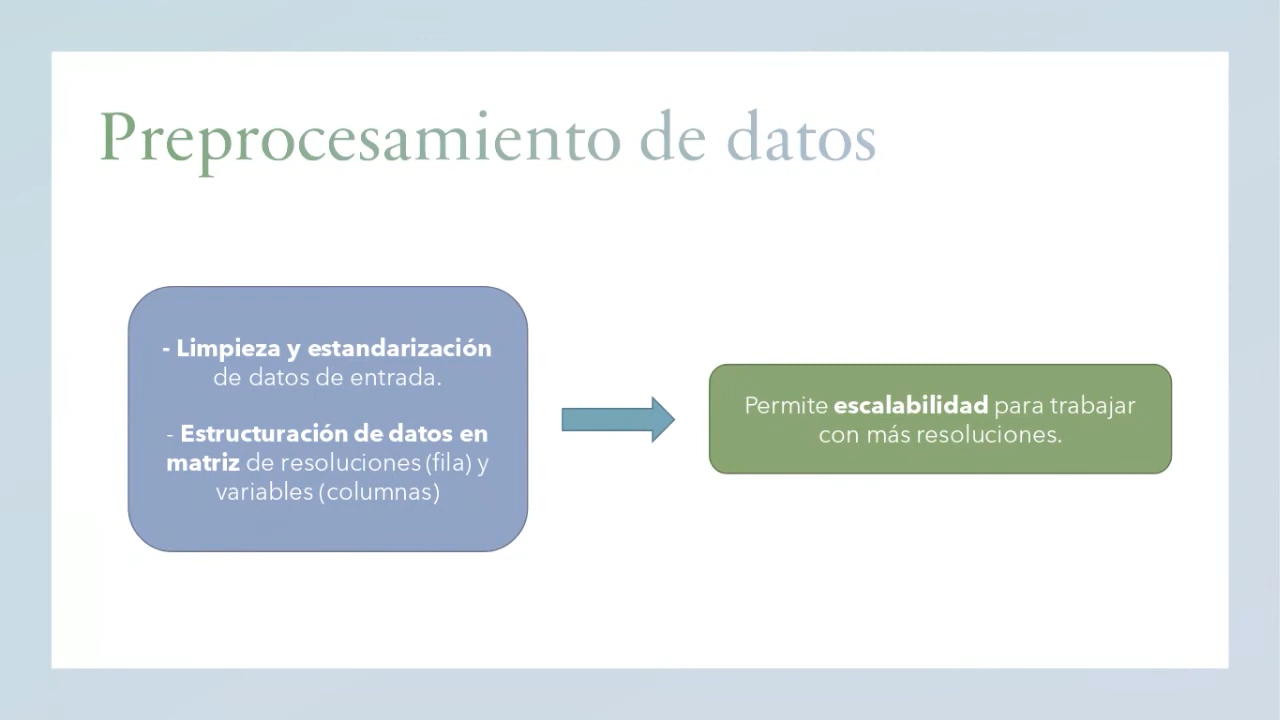 Preprocesamiento de datos
- Limpieza y estandarización
de datos de entrada.
- Estructuración de datos en
matriz de resoluciones (fila) y
variables (columnas)
Permite escalabilidad para trabajar
con más resoluciones.